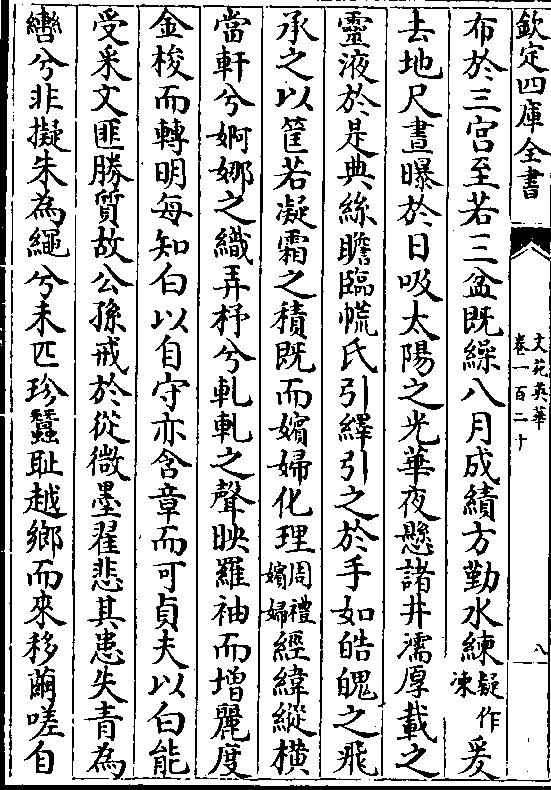 欽定四庫全書
文苑英華
卷一百二十
八
布於三宫至若三盆既繰八月成績方勤水練疑作湅爰
去地尺晝曝於日吸太陽之光華夜懸諸井濡厚載之
靈液於是典絲瞻臨㡃氏引繹引之於手如皓魄之飛
承之以筐若凝霜之積既而嬪婦化理周禮嬪婦經緯縱橫
當軒兮婀娜之織弄杼兮軋軋之聲映羅袖而增麗度
金梭而轉明每知白以自守亦含章而可貞夫以白能
受采文匪勝質故公孫戒於從微墨翟悲其患失青為
轡兮非擬朱為繩兮未匹珍蠶恥越鄉而來移繭嗟自